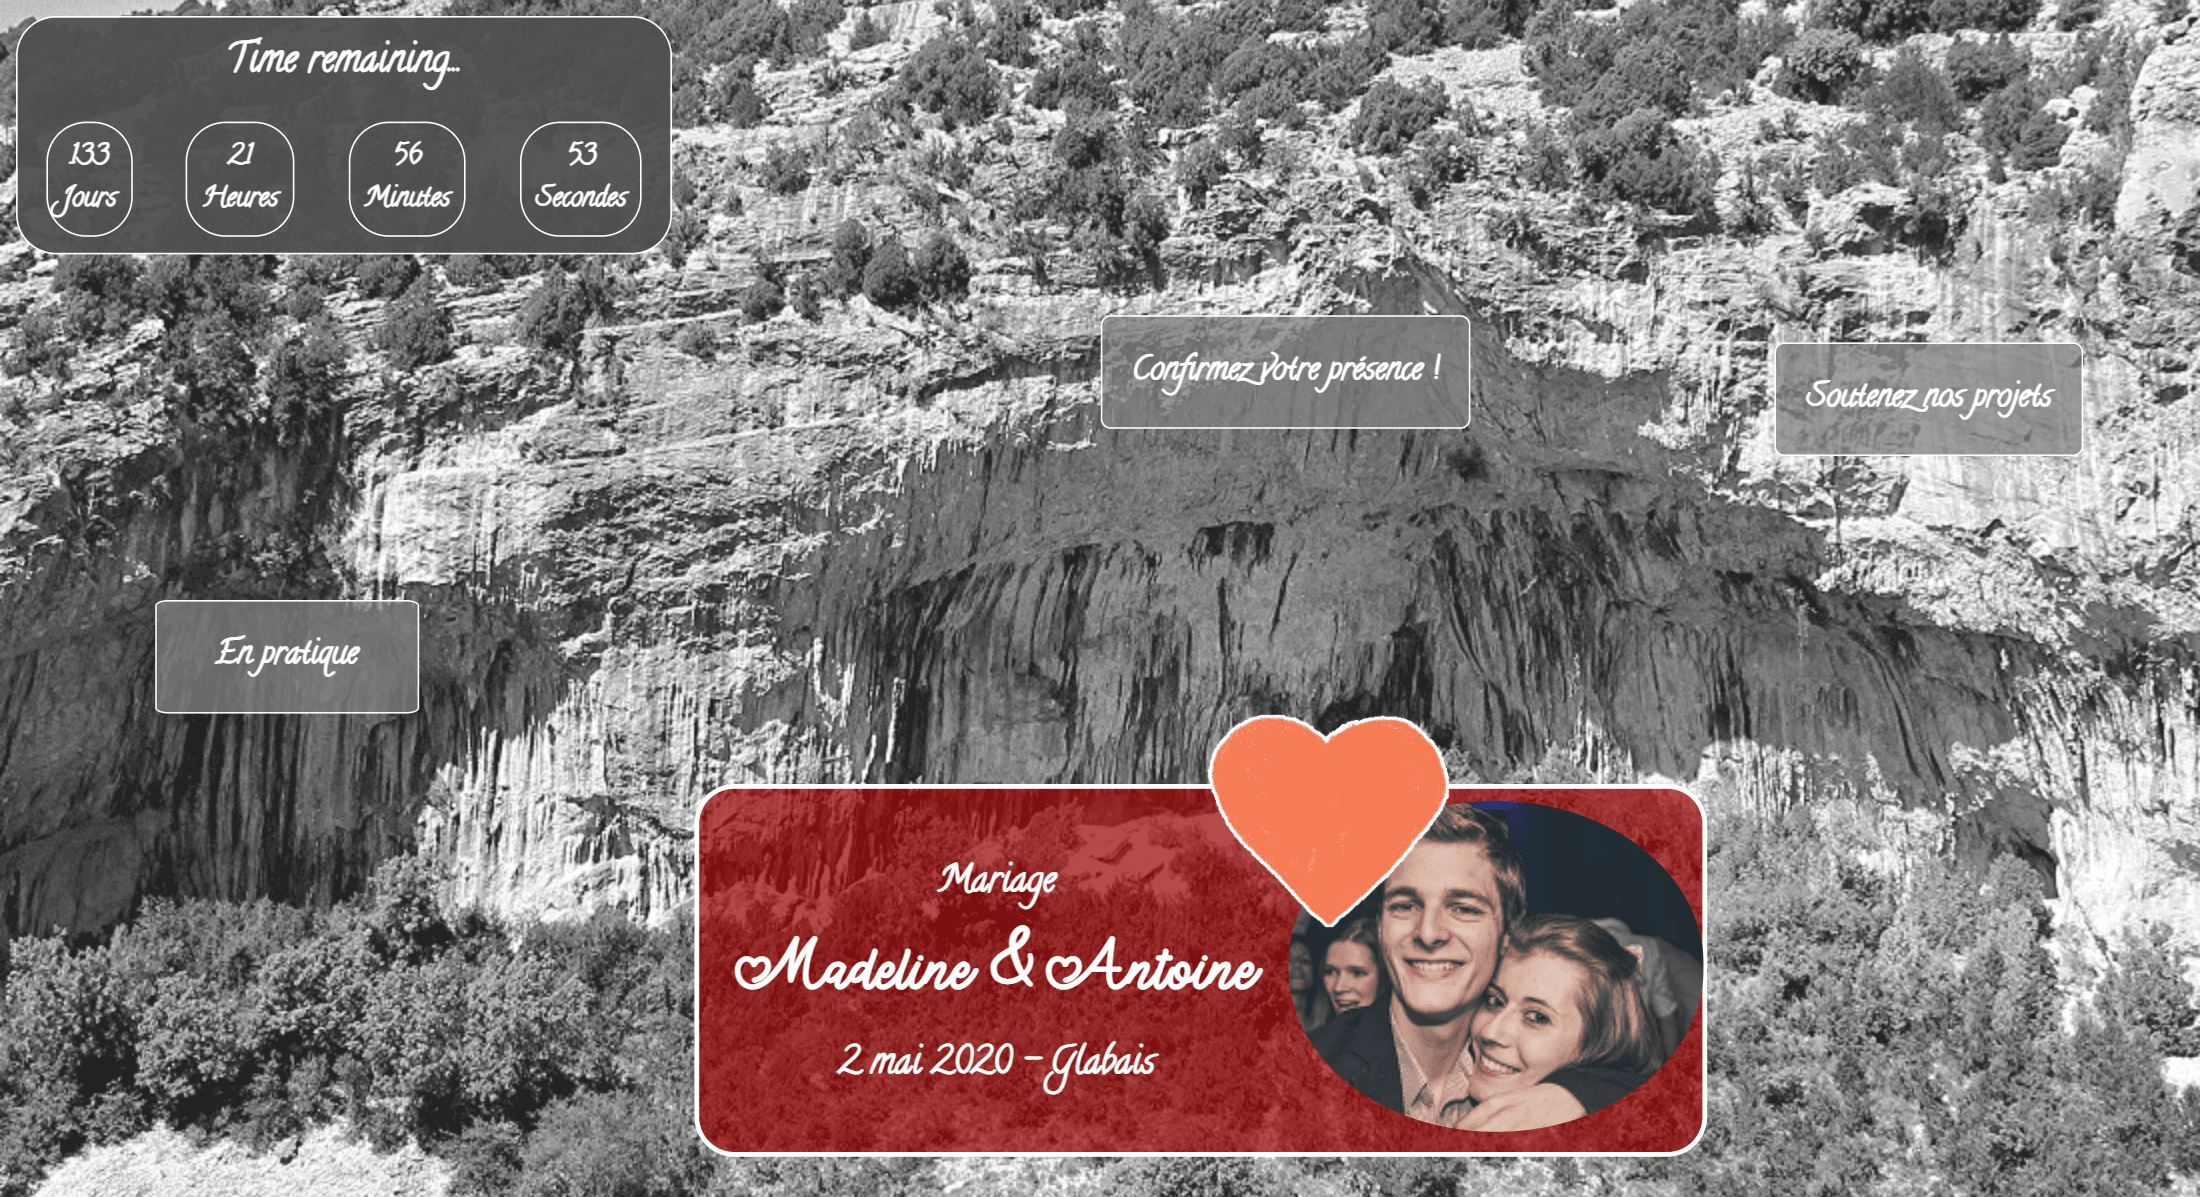 Time remaining...
133
Jours
21
Heures
56
Minutes
53
Secondes
Confirmez votre présence !
Soutenez nos projets
En pratique
Mariage
Madeline & Antoine
2 mai 2020 - Glabais